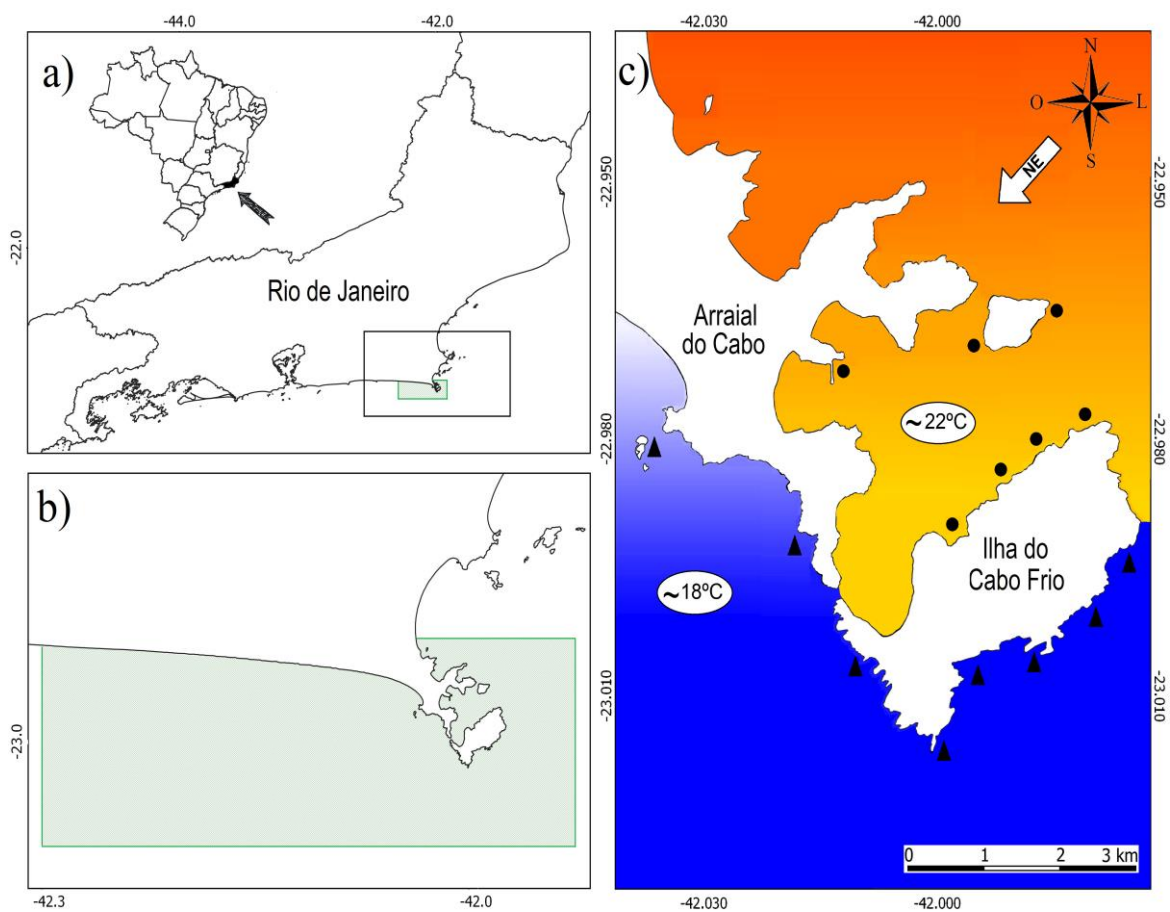 -44.0
-42.0
a)
-22.0
Rio de Janeiro
b)
-23.0
-42.3
-42.0
-42.030
-42.000
c)
N
O
L
S
NE
-22.950
-22.950
Arraial
do Cabo
~22ºC
-22.980
-22.980
~18ºC
Ilha do
Cabo Frio
-23.010
-23.010
0 1 2 3 km
-42.030
-42.000